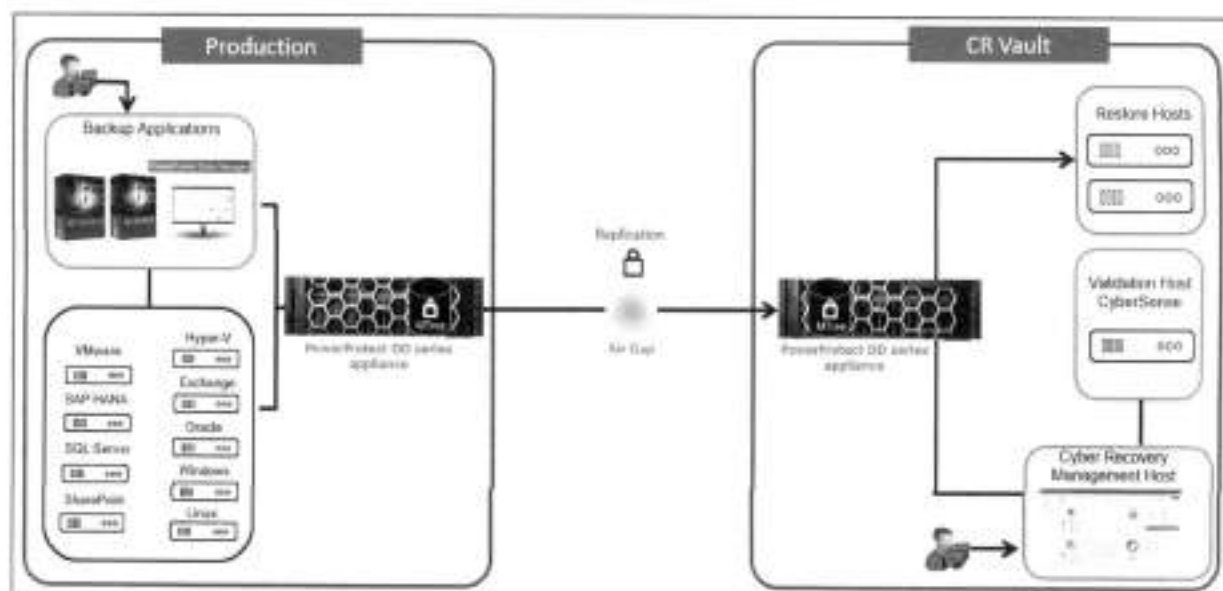 Production
Backup Applications
VMware
SAP HANA
SQL Server
SharePoint
Hyper-V
Exchange
Oracle
Windows
Linux
PowerProtect DD series
appliance
Replication
Air Gap
CR Vault
MTree
PowerProtect DD series
appliance
Restore Hosts
Validation Host
CyberSense
Cyber Recovery
Management Host